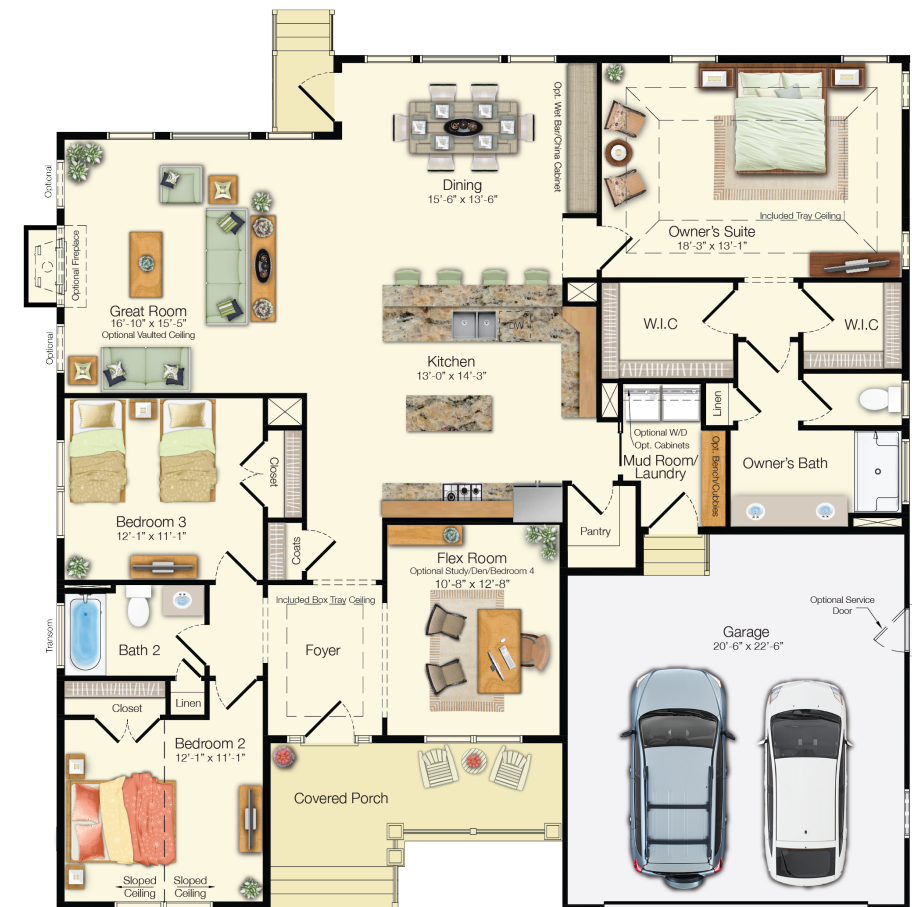 Opt. Wet Bar/China Cabinet
Dining
15'-6" x 13'-6"
Included Tray Ceiling
Owner's Suite
18'-3" x 13'-1"
Optional
Optional Fireplace
Optional
Great Room
16'-10" x 15'-5"
Optional Vaulted Ceiling
DW
Kitchen
13'-0" x 14'-3"
W.I.C
W.I.C
Linen
Optional W/D
Opt. Cabinets
Mud Room/
Laundry
Opt. Bench/Cubbies
Owner's Bath
Pantry
Closet
Bedroom 3
12'-1" x 11'-1"
Coats
Flex Room
Optional Study/Den/Bedroom 4
10'-8" x 12'-8"
Included Box Tray Ceiling
Foyer
Transom
Bath 2
Linen
Closet
Bedroom 2
12'-1" x 11'-1"
Sloped
Ceiling
Sloped
Ceiling
Covered Porch
Optional Service
Door
Garage
20'-6" x 22'-6"